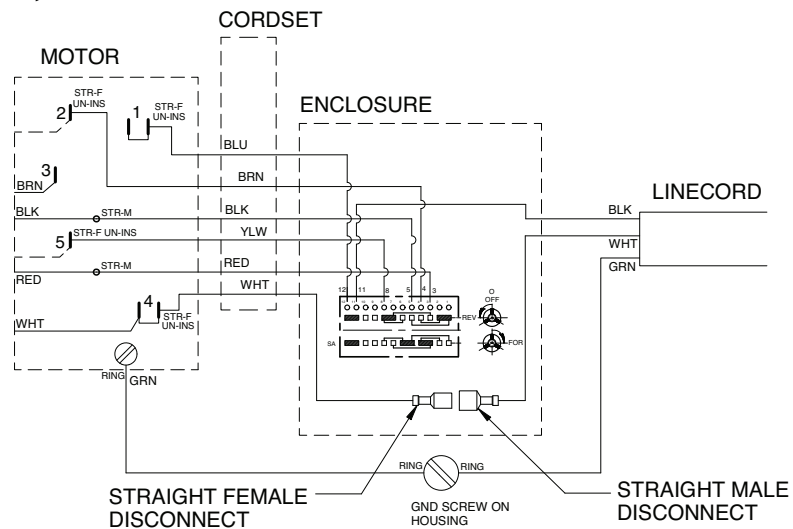 CORDSET
MOTOR
ENCLOSURE
LINECORD
2
STR-F
UN-INS
1
STR-F
UN-INS
BLU
3
BRN
BRN
BLK
STR-M
BLK
BLK
5
STR-F UN-INS
YLW
WHT
RED
STR-M
RED
GRN
4
STR-F
UN-INS
WHT
WHT
12
11
8
5
4
3
O
OFF
REV
SA
FOR
RING
GRN
RING
RING
GND SCREW ON
HOUSING
STRAIGHT FEMALE
DISCONNECT
STRAIGHT MALE
DISCONNECT